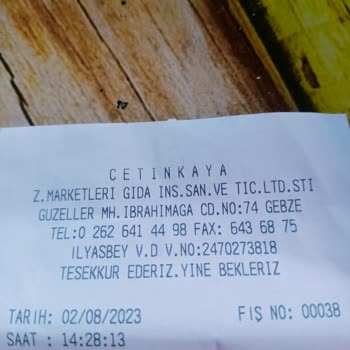 CETINKAYA
Z.MARKETLERI GIDA INS.SAN.VE TIC.LTD.STI
GUZELLER MH.IBRAHIMAGA CD.NO:74 GEBZE
TEL:0 262 641 44 98 FAX: 643 68 75
ILYASBEY V.D V.NO:2470273818
TESEKKUR EDERIZ.YINE BEKLERIZ
TARIH: 02/08/2023 FIŞ NO: 00038
SAAT : 14:28:13